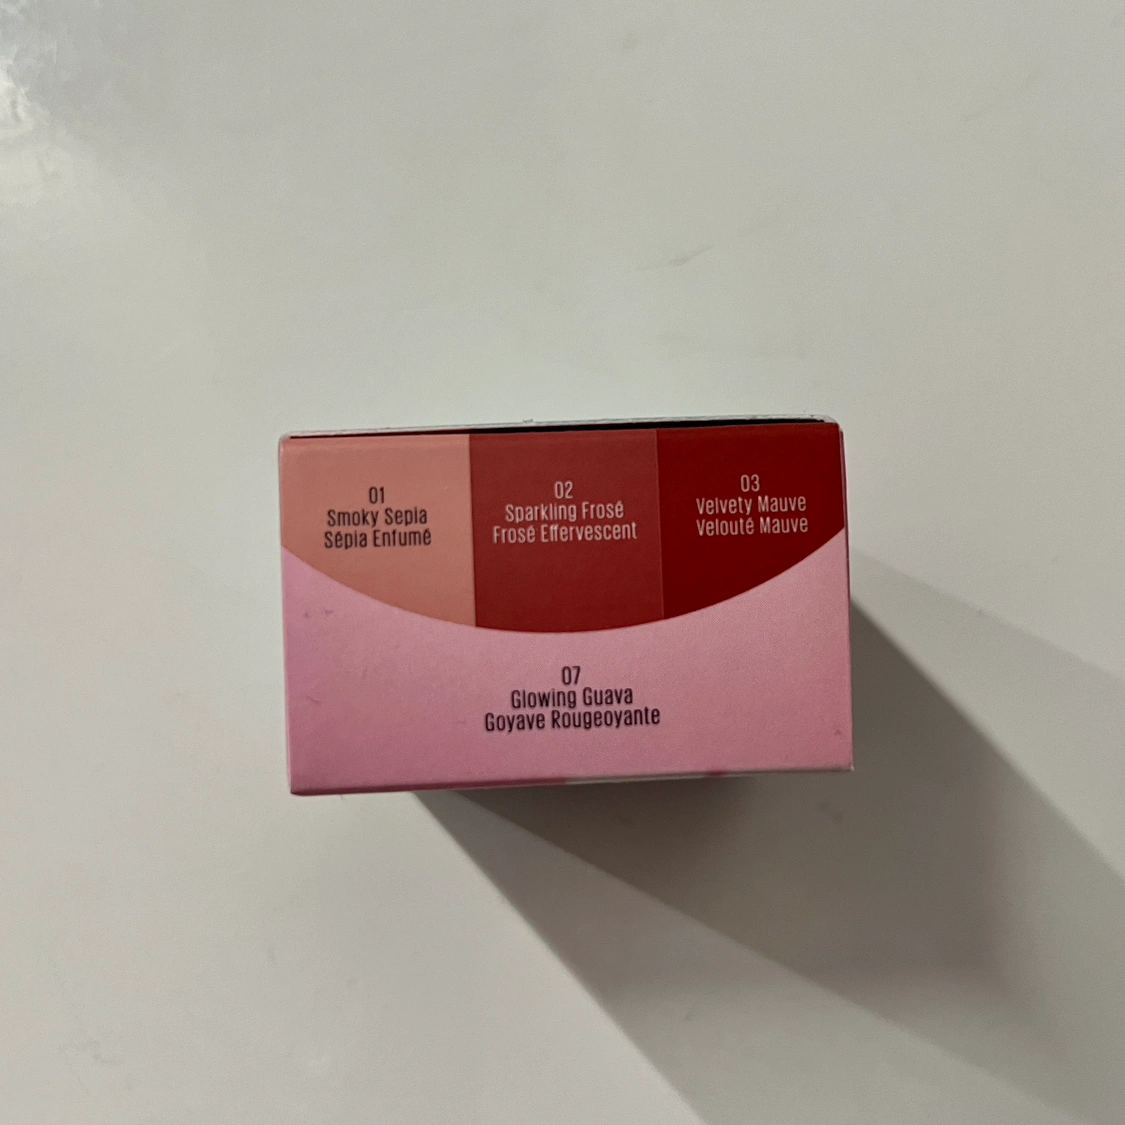 01
Smoky Sepia
Sépia Enfumé
02
Sparkling Frosé
Frosé Effervescent
03
Velvety Mauve
Velouté Mauve
07
Glowing Guava
Goyave Rougeoyante